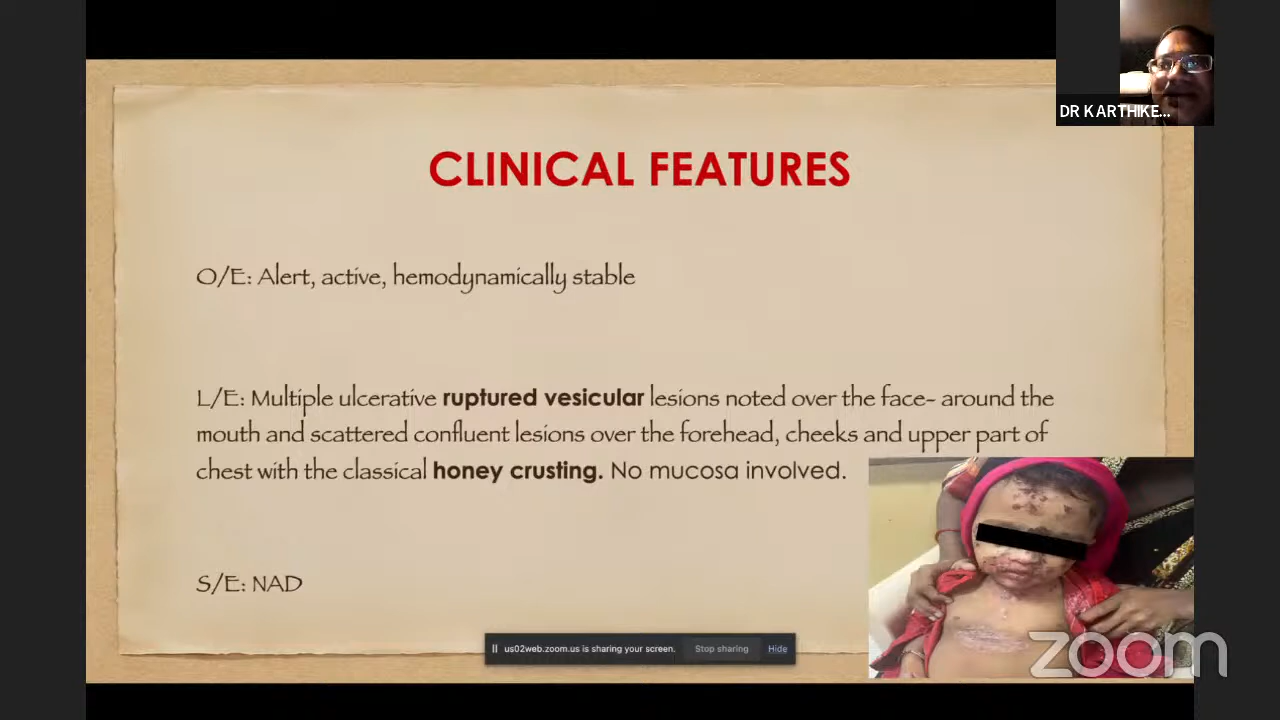 DR KARTHIKE...
CLINICAL FEATURES
O/E: Alert, active, hemodynamically stable
L/E: Multiple ulcerative ruptured vesicular lesions noted over the face- around the
mouth and scattered confluent lesions over the forehead, cheeks and upper part of
chest with the classical honey crusting. No mucosa involved.
S/E: NAD
us02web.zoom.us is sharing your screen. Stop sharing Hide
zoom